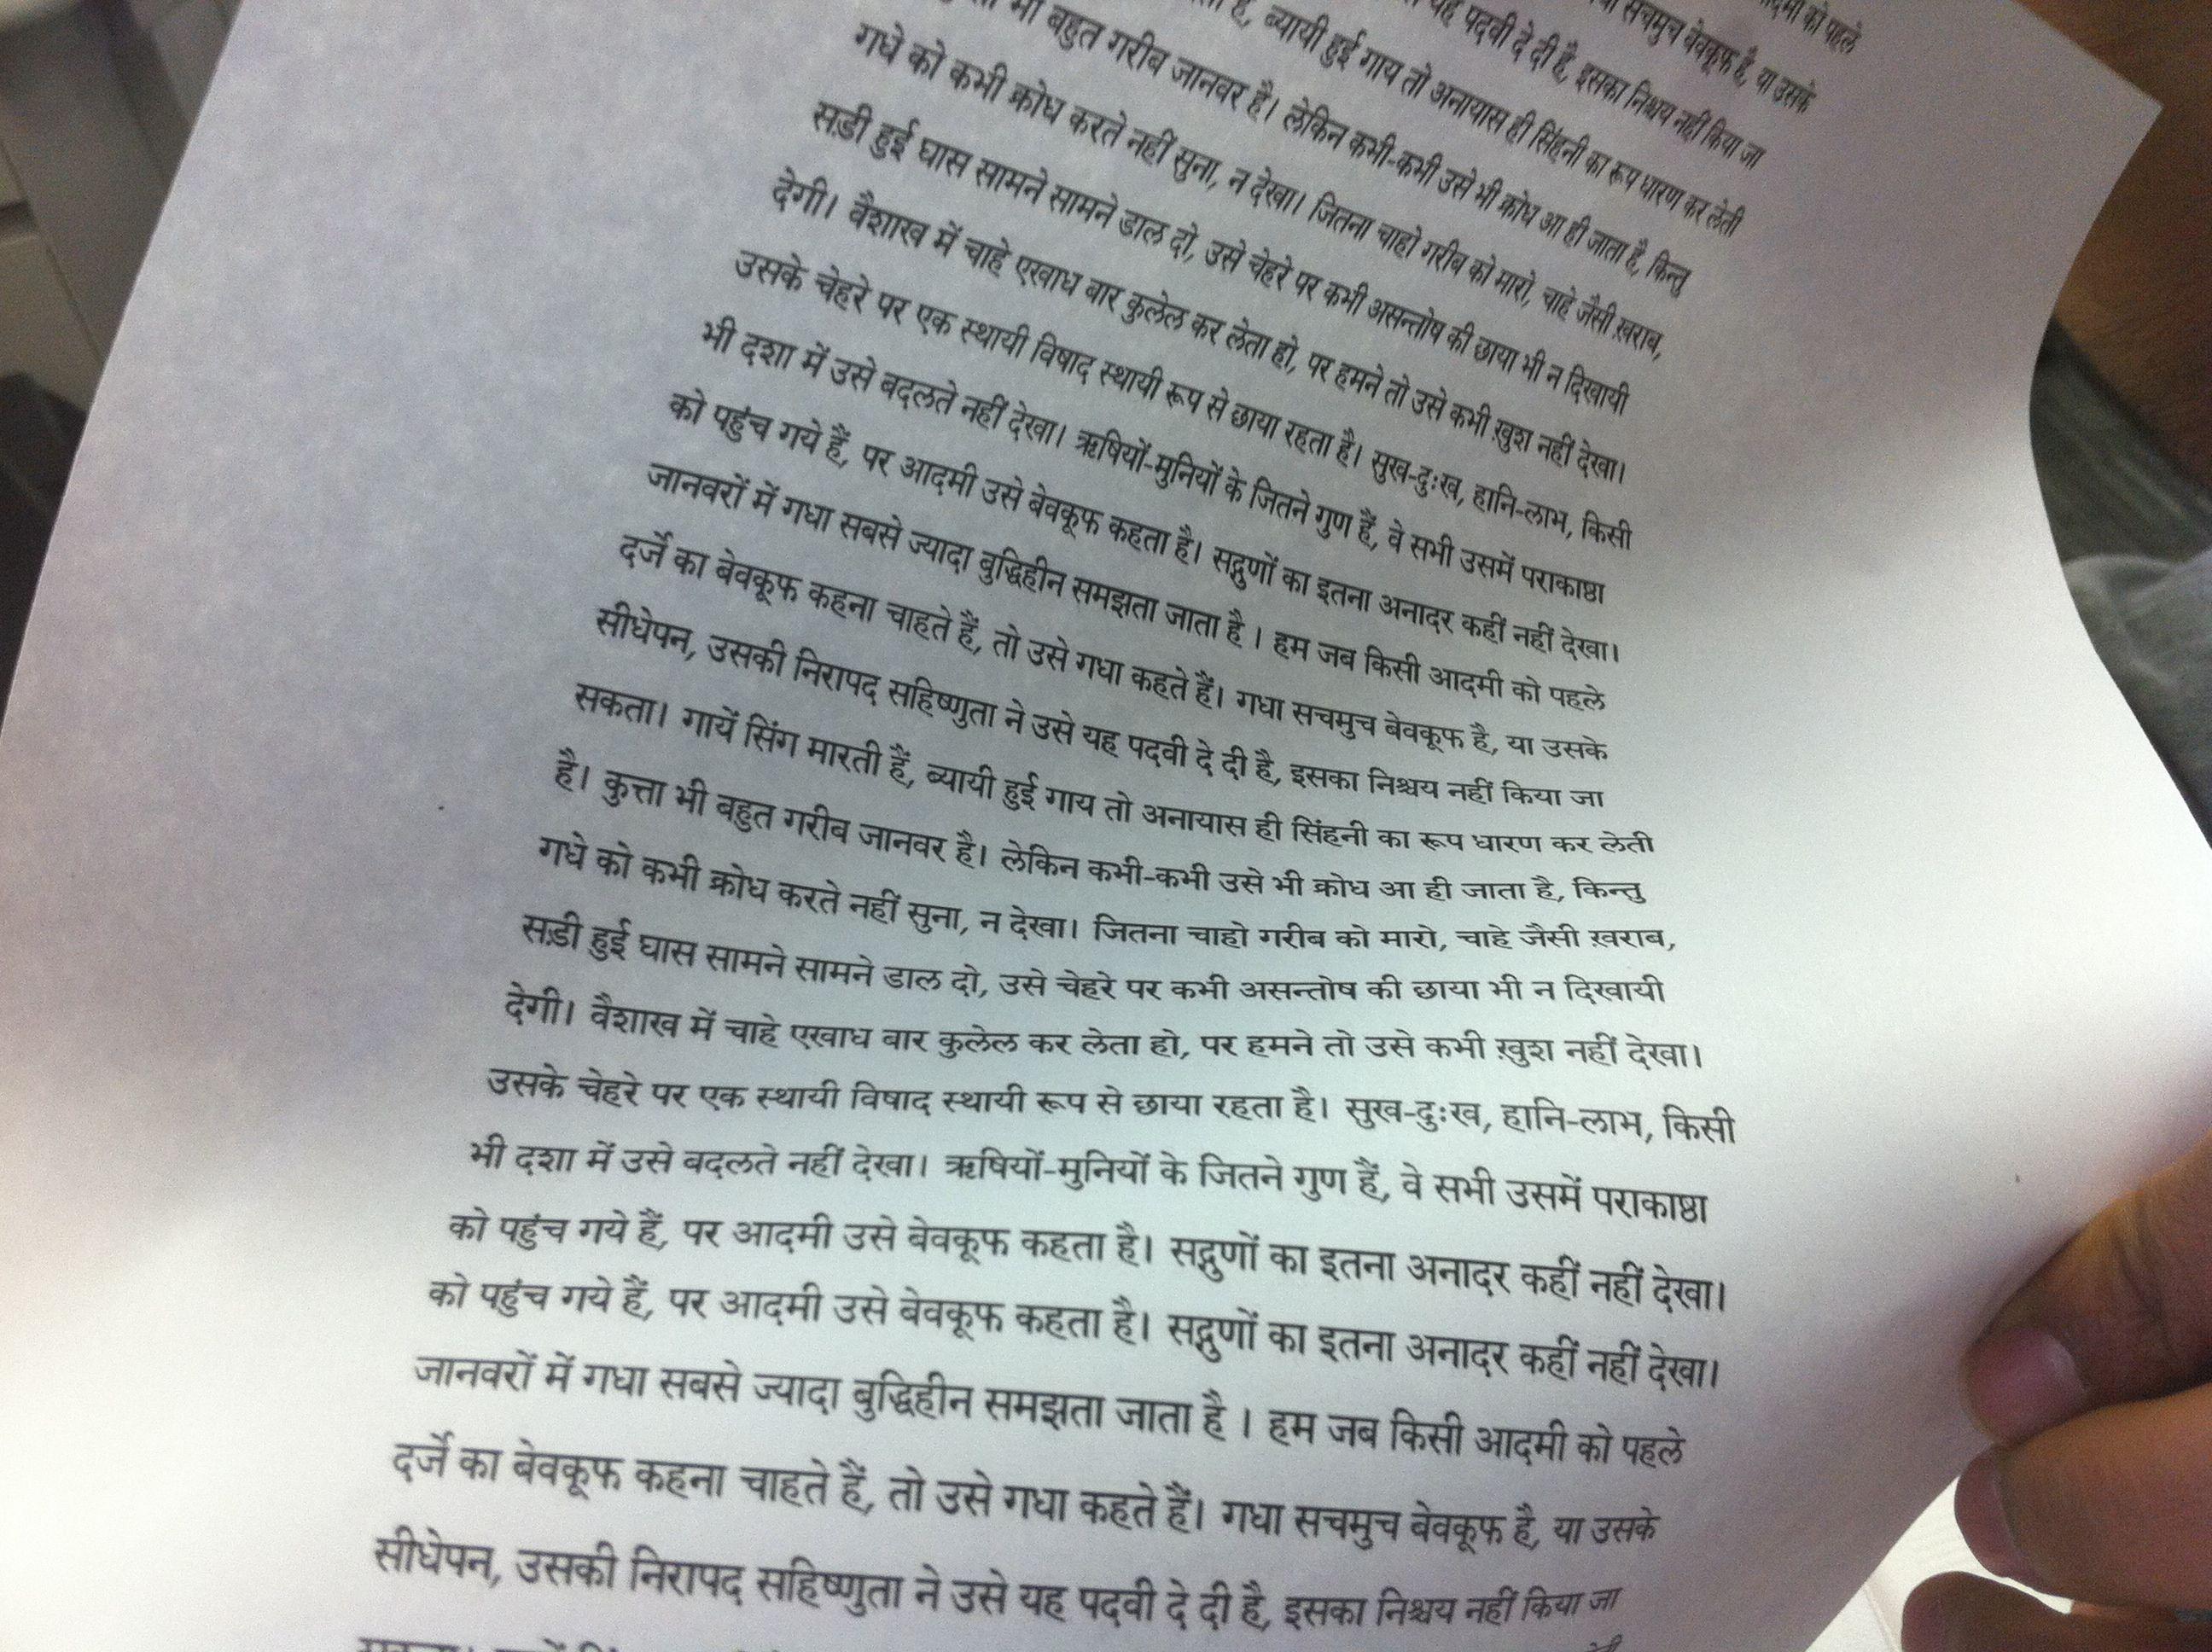 को पहले
सचमुच बेवकूफ है, या उसके
यह पदवी दे दी है, इसका निश्चय नहीं किया जा
है, ब्यायी हुई गाय तो अनायास ही सिंहनी का रूप धारण कर लेती
भी बहुत गरीब जानवर है। लेकिन कभी-कभी उसे भी क्रोध आ ही जाता है, किन्तु
गधे को कभी क्रोध करते नहीं सुना, न देखा। जितना चाहो गरीब को मारो, चाहे जैसी ख़राब,
सड़ी हुई घास सामने सामने डाल दो, उसे चेहरे पर कभी असन्तोष की छाया भी न दिखायी
देगी। वैशाख में चाहे एखाध बार कुलेल कर लेता हो, पर हमने तो उसे कभी ख़ुश नहीं देखा।
उसके चेहरे पर एक स्थायी विषाद स्थायी रूप से छाया रहता है। सुख-दुःख, हानि-लाभ, किसी
भी दशा में उसे बदलते नहीं देखा। ऋषियों-मुनियों के जितने गुण हैं, वे सभी उसमें पराकाष्ठा
को पहुंच गये हैं, पर आदमी उसे बेवकूफ कहता है। सद्गुणों का इतना अनादर कहीं नहीं देखा।
जानवरों में गधा सबसे ज्यादा बुद्धिहीन समझता जाता है । हम जब किसी आदमी को पहले
दर्जे का बेवकूफ कहना चाहते हैं, तो उसे गधा कहते हैं। गधा सचमुच बेवकूफ है, या उसके
सीधेपन, उसकी निरापद सहिष्णुता ने उसे यह पदवी दे दी है, इसका निश्चय नहीं किया जा
सकता। गायें सिंग मारती हैं, ब्यायी हुई गाय तो अनायास ही सिंहनी का रूप धारण कर लेती
है। कुत्ता भी बहुत गरीब जानवर है। लेकिन कभी-कभी उसे भी क्रोध आ ही जाता है, किन्तु
गधे को कभी क्रोध करते नहीं सुना, न देखा। जितना चाहो गरीब को मारो, चाहे जैसी ख़राब,
सड़ी हुई घास सामने सामने डाल दो, उसे चेहरे पर कभी असन्तोष की छाया भी न दिखायी
देगी। वैशाख में चाहे एखाध बार कुलेल कर लेता हो, पर हमने तो उसे कभी ख़ुश नहीं देखा।
उसके चेहरे पर एक स्थायी विषाद स्थायी रूप से छाया रहता है। सुख-दुःख, हानि-लाभ, किसी
भी दशा में उसे बदलते नहीं देखा। ऋषियों-मुनियों के जितने गुण हैं, वे सभी उसमें पराकाष्ठा
को पहुंच गये हैं, पर आदमी उसे बेवकूफ कहता है। सद्गुणों का इतना अनादर कहीं नहीं देखा।
को पहुंच गये हैं, पर आदमी उसे बेवकूफ कहता है। सद्गुणों का इतना अनादर कहीं नहीं देखा।
जानवरों में गधा सबसे ज्यादा बुद्धिहीन समझता जाता है । हम जब किसी आदमी को पहले
दर्जे का बेवकूफ कहना चाहते हैं, तो उसे गधा कहते हैं। गधा सचमुच बेवकूफ है, या उसके
सीधेपन, उसकी निरापद सहिष्णुता ने उसे यह पदवी दे दी है, इसका निश्चय नहीं किया जा